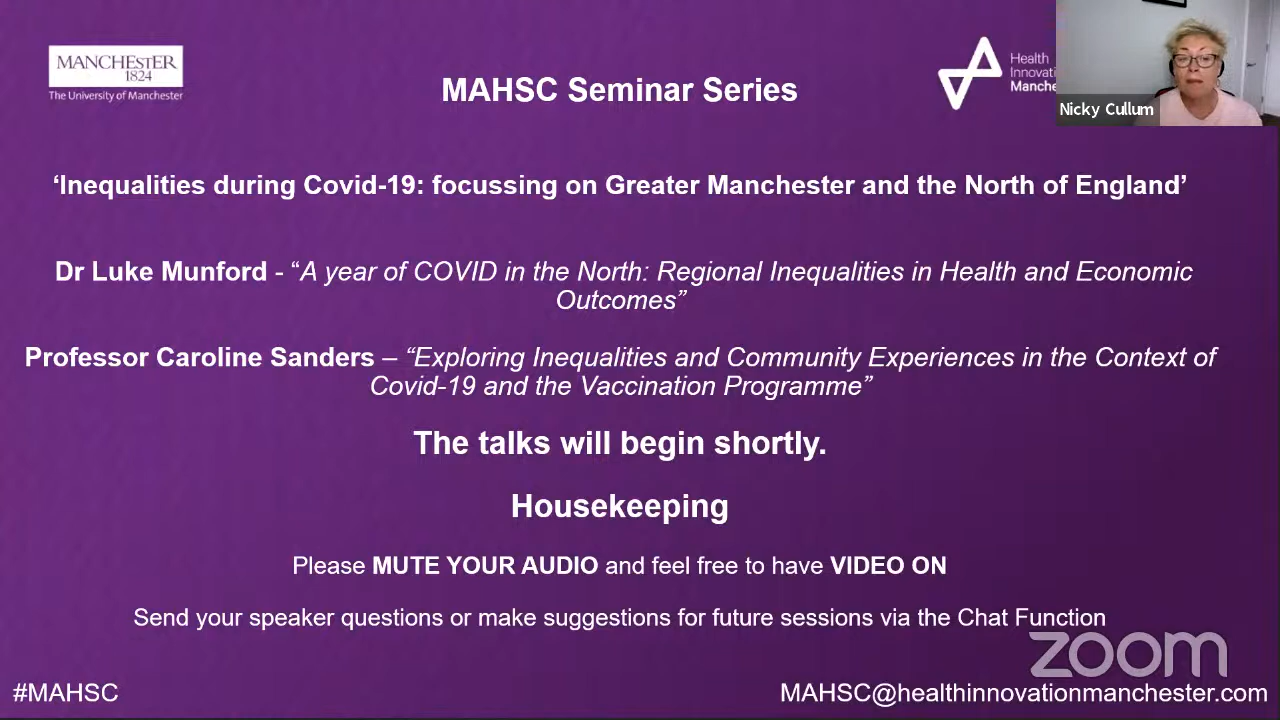 MANCHESTER
1824
The University of Manchester
MAHSC Seminar Series
Health
Innovation
Nicky Cullum
‘Inequalities during Covid-19: focussing on Greater Manchester and the North of England’
Dr Luke Munford - “A year of COVID in the North: Regional Inequalities in Health and Economic
Outcomes”
Professor Caroline Sanders – “Exploring Inequalities and Community Experiences in the Context of
Covid-19 and the Vaccination Programme”
The talks will begin shortly.
Housekeeping
Please MUTE YOUR AUDIO and feel free to have VIDEO ON
Send your speaker questions or make suggestions for future sessions via the Chat Function
zoom
#MAHSC
MAHSC@healthinnovationmanchester.com